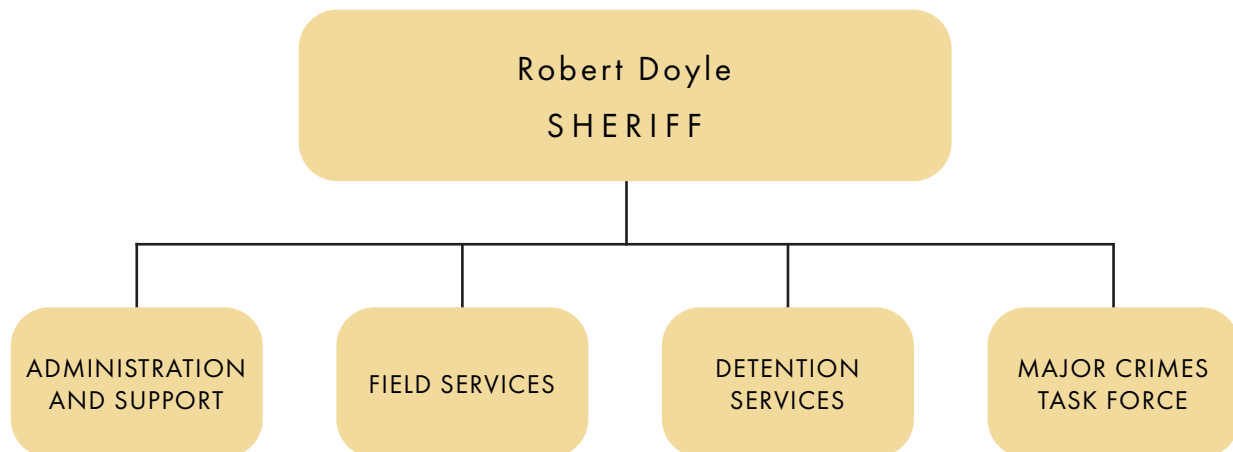 Robert Doyle
SHERIFF
ADMINISTRATION
AND SUPPORT
FIELD SERVICES
DETENTION
SERVICES
MAJOR CRIMES
TASK FORCE